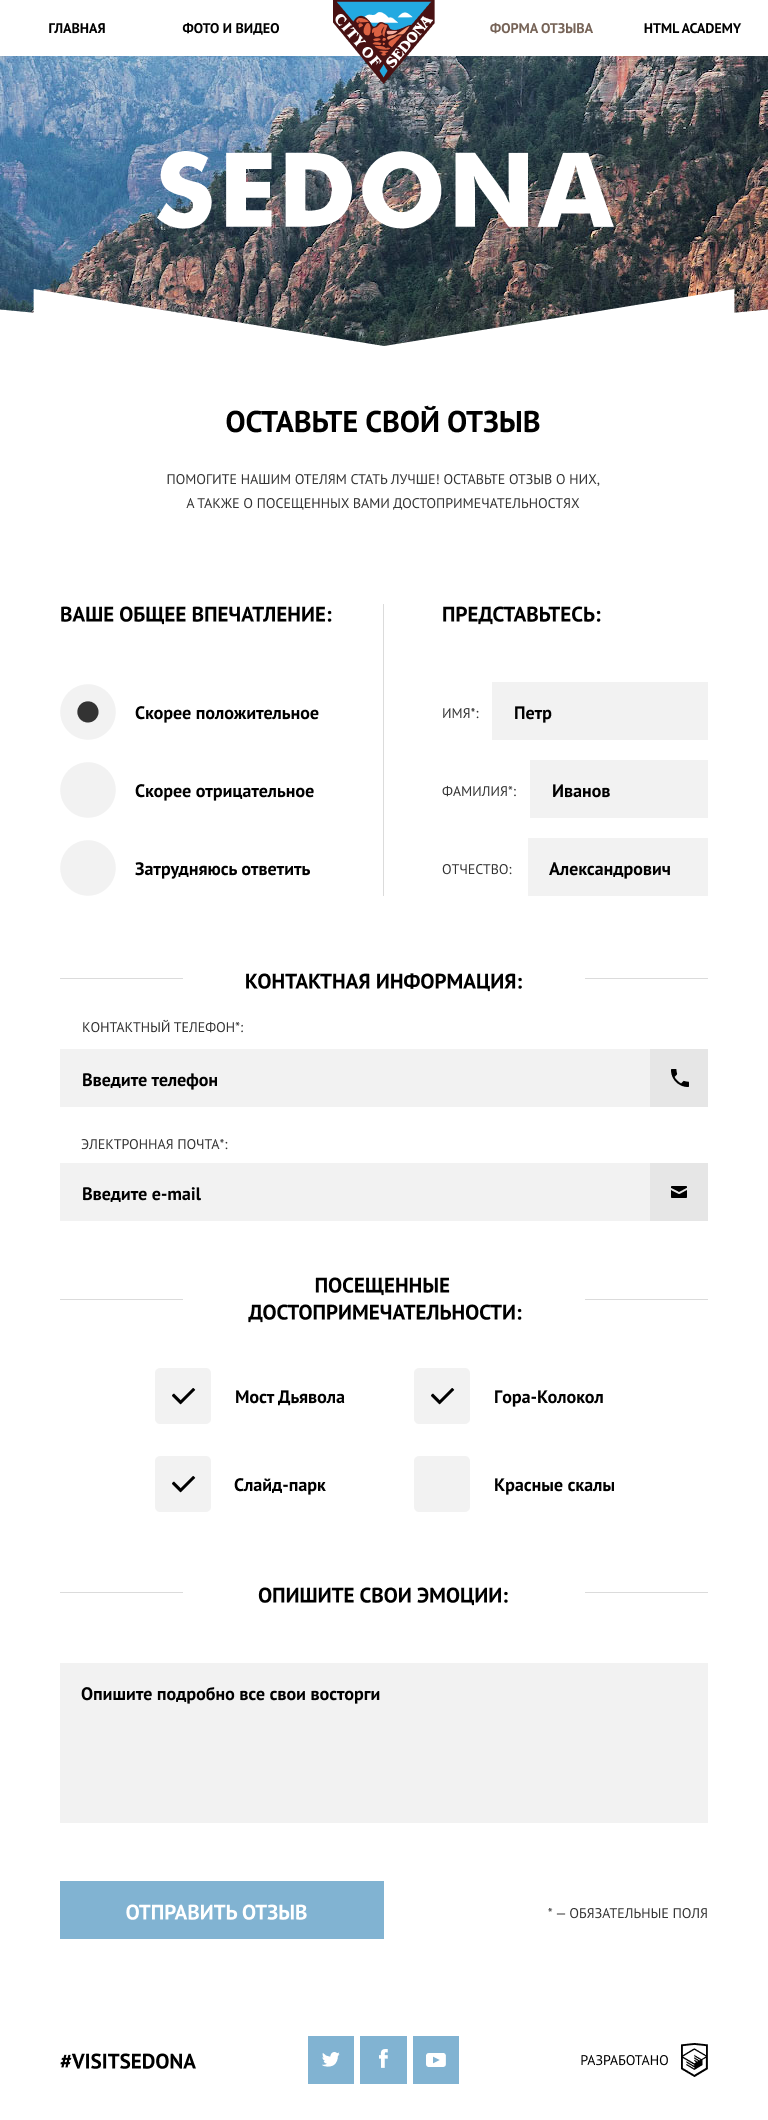 ГЛАВНАЯ
ФОТО И ВИДЕО
CITY OF SEDONA
ФОРМА ОТЗЫВА
HTML ACADEMY
SEDONA
ОСТАВЬТЕ СВОЙ ОТЗЫВ
ПОМОГИТЕ НАШИМ ОТЕЛЯМ СТАТЬ ЛУЧШЕ! ОСТАВЬТЕ ОТЗЫВ О НИХ,
А ТАКЖЕ О ПОСЕЩЕННЫХ ВАМИ ДОСТОПРИМЕЧАТЕЛЬНОСТЯХ
ВАШЕ ОБЩЕЕ ВПЕЧАТЛЕНИЕ:
Скорее положительное
Скорее отрицательное
Затрудняюсь ответить
ПРЕДСТАВЬТЕСЬ:
ИМЯ*:
Петр
ФАМИЛИЯ*:
Иванов
ОТЧЕСТВО:
Александрович
КОНТАКТНАЯ ИНФОРМАЦИЯ:
КОНТАКТНЫЙ ТЕЛЕФОН*:
Введите телефон
ЭЛЕКТРОННАЯ ПОЧТА*:
Введите e-mail
ПОСЕЩЕННЫЕ
ДОСТОПРИМЕЧАТЕЛЬНОСТИ:
Мост Дьявола
Гора-Колокол
Слайд-парк
Красные скалы
ОПИШИТЕ СВОИ ЭМОЦИИ:
Опишите подробно все свои восторги
ОТПРАВИТЬ ОТЗЫВ
* — ОБЯЗАТЕЛЬНЫЕ ПОЛЯ
#VISITSEDONA
РАЗРАБОТАНО